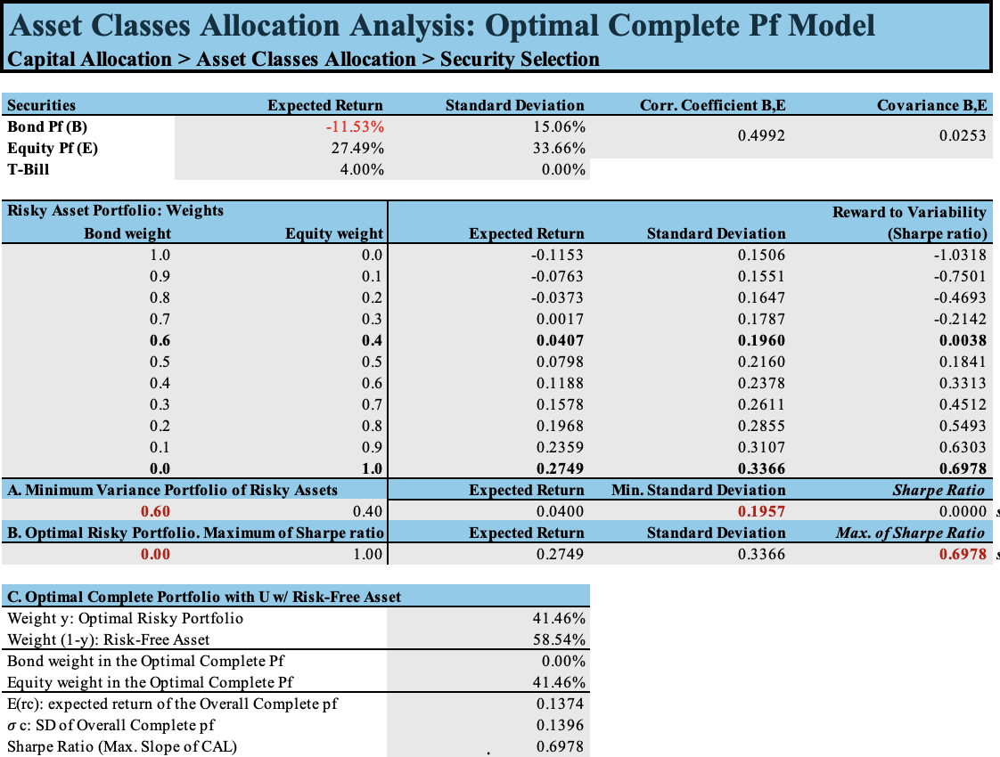 Asset Classes Allocation Analysis: Optimal Complete Pf Model
Capital Allocation > Asset Classes Allocation > Security Selection
Securities Expected Return Standard Deviation Corr. Coefficient B,E Covariance B,E
Bond Pf (B) -11.53% 15.06% 0.4992 0.0253
Equity Pf (E) 27.49% 33.66%
T-Bill 4.00% 0.00%
Risky Asset Portfolio: Weights Reward to Variability
Bond weight Equity weight Expected Return Standard Deviation (Sharpe ratio)
1.0 0.0 -0.1153 0.1506 -1.0318
0.9 0.1 -0.0763 0.1551 -0.7501
0.8 0.2 -0.0373 0.1647 -0.4693
0.7 0.3 0.0017 0.1787 -0.2142
0.6 0.4 0.0407 0.1960 0.0038
0.5 0.5 0.0798 0.2160 0.1841
0.4 0.6 0.1188 0.2378 0.3313
0.3 0.7 0.1578 0.2611 0.4512
0.2 0.8 0.1968 0.2855 0.5493
0.1 0.9 0.2359 0.3107 0.6303
0.0 1.0 0.2749 0.3366 0.6978
A. Minimum Variance Portfolio of Risky Assets Expected Return Min. Standard Deviation Sharpe Ratio
0.60 0.40 0.0400 0.1957 0.0000
B. Optimal Risky Portfolio. Maximum of Sharpe ratio Expected Return Standard Deviation Max. of Sharpe Ratio
0.00 1.00 0.2749 0.3366 0.6978
C. Optimal Complete Portfolio with U w/ Risk-Free Asset
Weight y: Optimal Risky Portfolio 41.46%
Weight (1-y): Risk-Free Asset 58.54%
Bond weight in the Optimal Complete Pf 0.00%
Equity weight in the Optimal Complete Pf 41.46%
E(rc): expected return of the Overall Complete pf 0.1374
σ c: SD of Overall Complete pf 0.1396
Sharpe Ratio (Max. Slope of CAL) . 0.6978